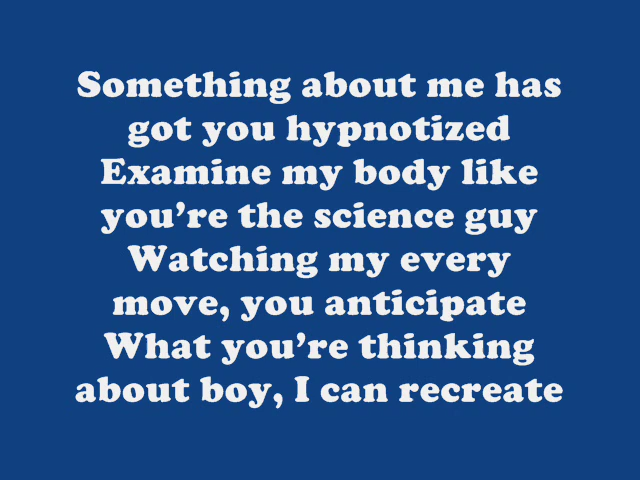 Something about me has
got you hypnotized
Examine my body like
you’re the science guy
Watching my every
move, you anticipate
What you’re thinking
about boy, I can recreate